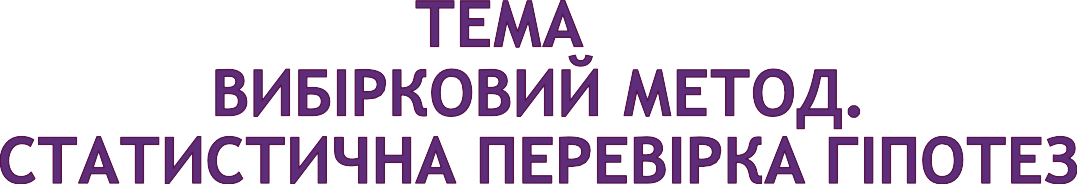 ТЕМА
ВИБІРКОВИЙ МЕТОД.
СТАТИСТИЧНА ПЕРЕВІРКА ГІПОТЕЗ